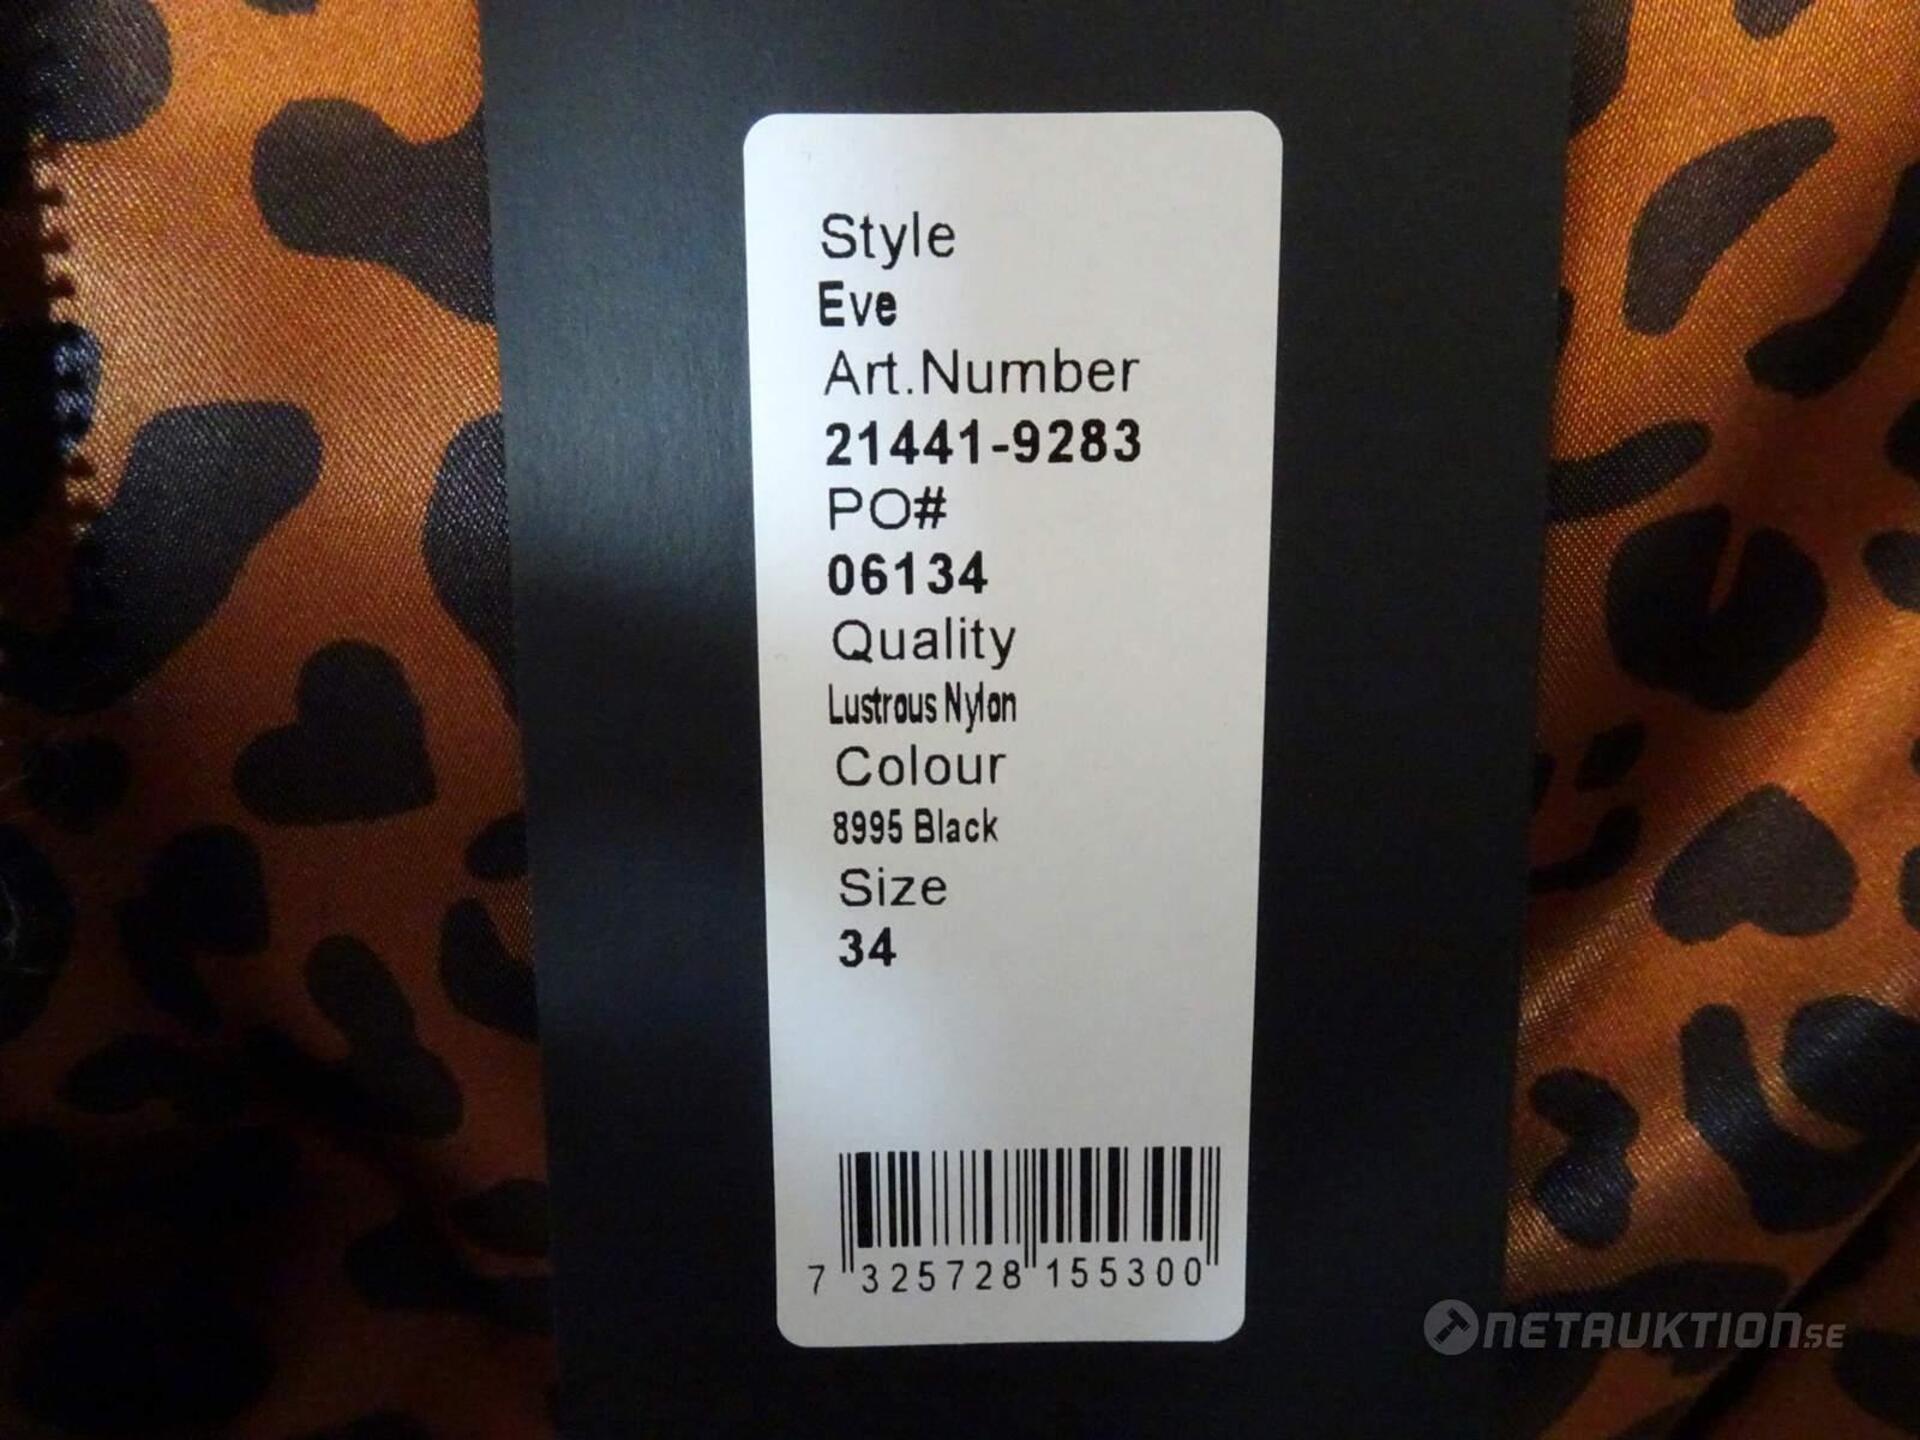 Style
Eve
Art.Number
21441-9283
PO#
06134
Quality
Lustrous Nylon
Colour
8995 Black
Size
34
7 325728 155300
NETAUKTION.SE